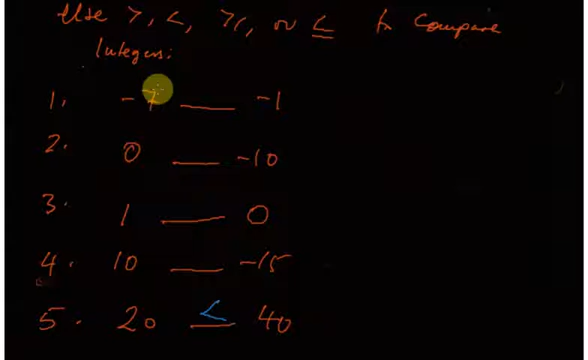 Use >, <, ≥, or ≤ to Compare
Integers:
1. -7 ___ -1
2. 0 ___ -10
3. 1 ___ 0
4. 10 ___ -15
5. 20 < 40